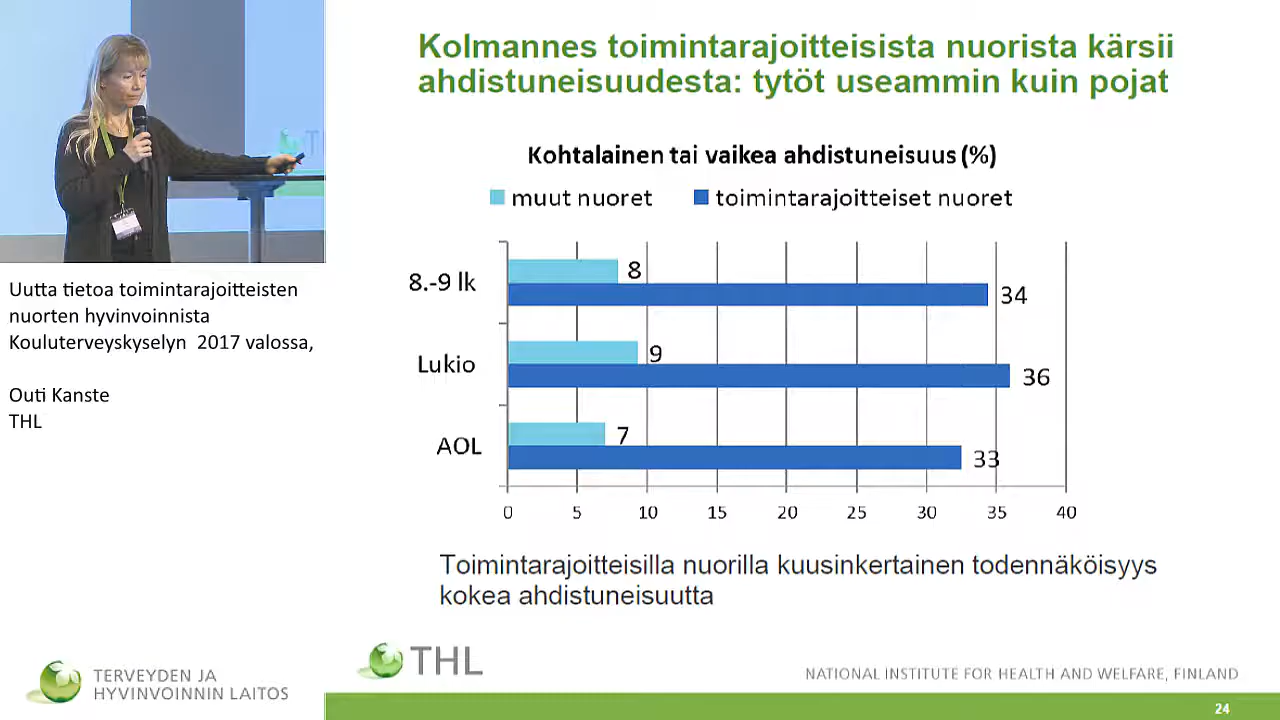 Kolmannes toimintarajoitteisista nuorista kärsii
ahdistuneisuudesta: tytöt useammin kuin pojat
Kohtalainen tai vaikea ahdistuneisuus (%)
muut nuoret
toimintarajoitteiset nuoret
8.-9 lk
8
34
Lukio
9
36
AOL
7
33
0 5 10 15 20 25 30 35 40
Toimintarajoitteisilla nuorilla kuusinkertainen todennäköisyys
kokea ahdistuneisuutta
Uutta tietoa toimintarajoitteisten
nuorten hyvinvoinnista
Kouluterveyskyselyn 2017 valossa,
Outi Kanste
THL
TERVEYDEN JA
HYVINVOINNIN LAITOS
THL
NATIONAL INSTITUTE FOR HEALTH AND WELFARE, FINLAND
24